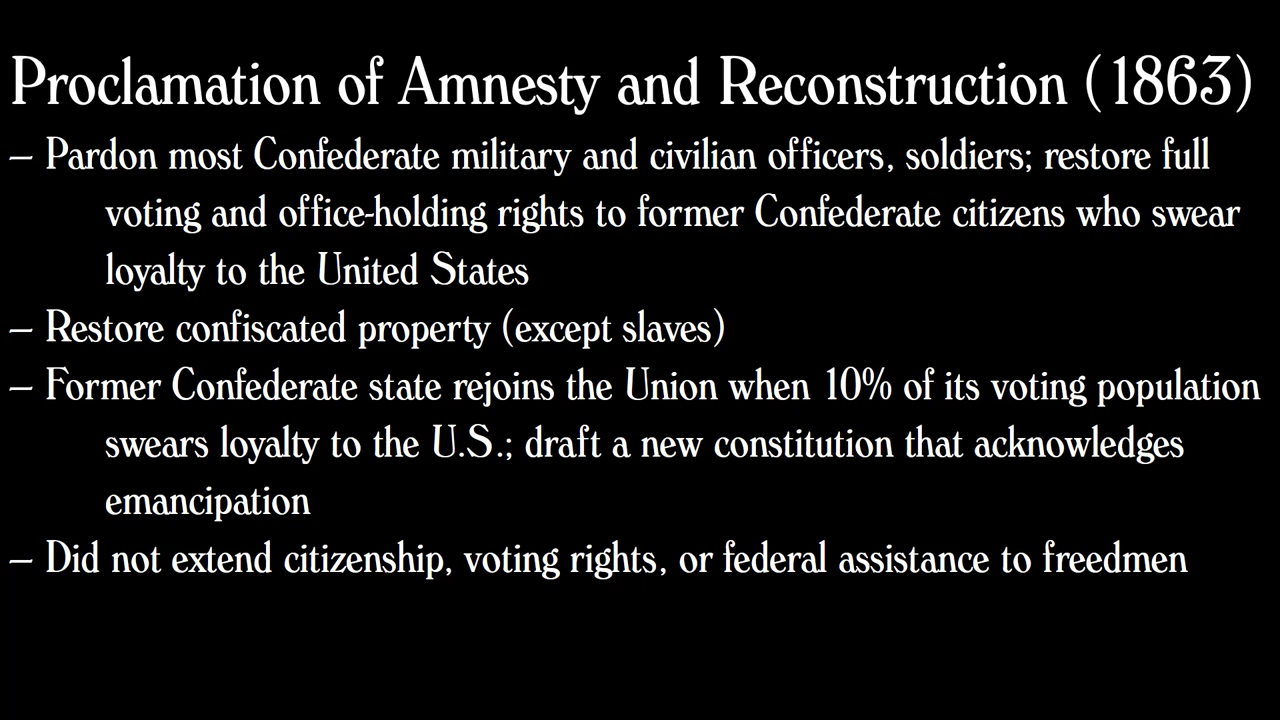 Proclamation of Amnesty and Reconstruction (1863)
– Pardon most Confederate military and civilian officers, soldiers; restore full
voting and office-holding rights to former Confederate citizens who swear
loyalty to the United States
– Restore confiscated property (except slaves)
– Former Confederate state rejoins the Union when 10% of its voting population
swears loyalty to the U.S.; draft a new constitution that acknowledges
emancipation
– Did not extend citizenship, voting rights, or federal assistance to freedmen